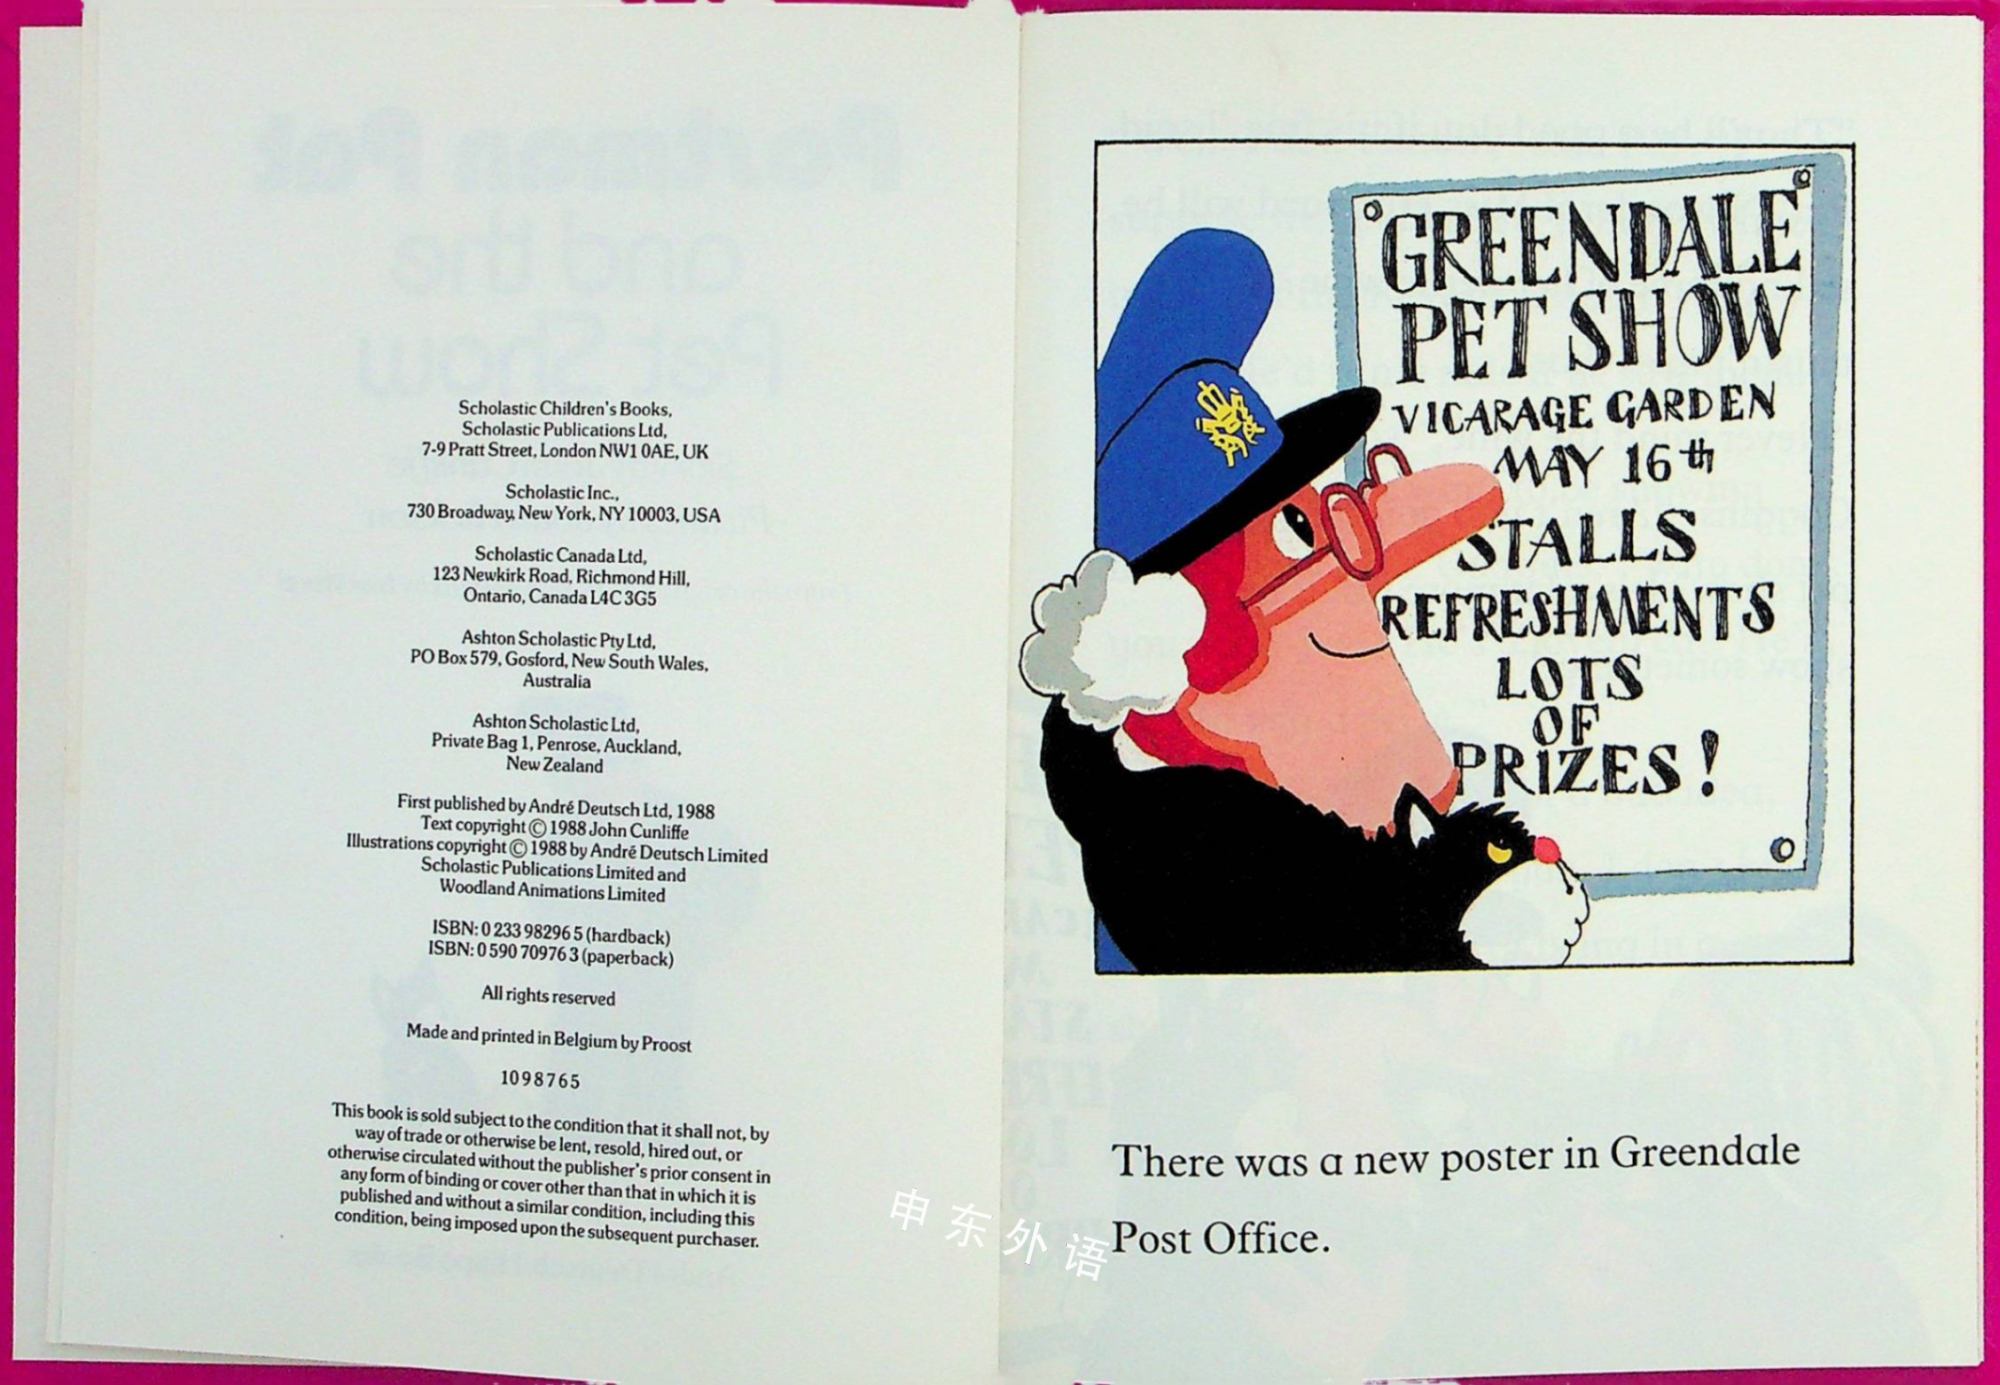 Scholastic Children's Books,
Scholastic Publications Ltd,
7-9 Pratt Street, London NW1 0AE, UK
Scholastic Inc.,
730 Broadway, New York, NY 10003, USA
Scholastic Canada Ltd,
123 Newkirk Road, Richmond Hill,
Ontario, Canada L4C 3G5
Ashton Scholastic Pty Ltd,
PO Box 579, Gosford, New South Wales,
Australia
Ashton Scholastic Ltd,
Private Bag 1, Penrose, Auckland,
New Zealand
First published by André Deutsch Ltd, 1988
Text copyright © 1988 John Cunliffe
Illustrations copyright © 1988 by André Deutsch Limited
Scholastic Publications Limited and
Woodland Animations Limited
ISBN: 0 233 98296 5 (hardback)
ISBN: 0 590 70976 3 (paperback)
All rights reserved
Made and printed in Belgium by Proost
10 9 8 7 6 5
This book is sold subject to the condition that it shall not, by
way of trade or otherwise be lent, resold, hired out, or
otherwise circulated without the publisher's prior consent in
any form of binding or cover other than that in which it is
published and without a similar condition, including this
condition, being imposed upon the subsequent purchaser.
GREENDALE
PET SHOW
VICARAGE GARDEN
MAY 16th
STALLS
REFRESHMENTS
LOTS
OF
PRIZES!
There was a new poster in Greendale
Post Office.
申东外语